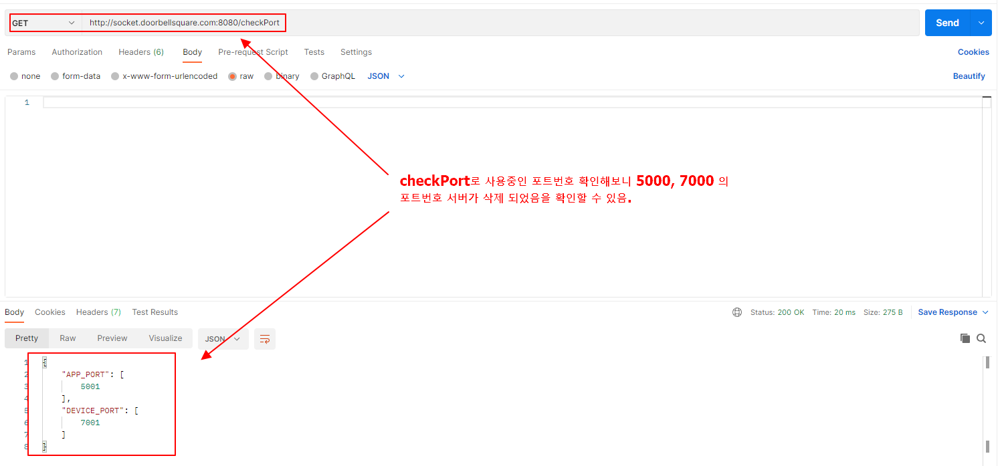 GET http://socket.doorbellsquare.com:8080/checkPort Send
Params Authorization Headers (6) Body Pre-request Script Tests Settings Cookies
none form-data x-www-form-urlencoded raw binary GraphQL JSON Beautify
1
checkPort로 사용중인 포트번호 확인해보니 5000, 7000 의
포트번호 서버가 삭제 되었음을 확인할 수 있음.
Body Cookies Headers (7) Test Results Status: 200 OK Time: 20 ms Size: 275 B Save Response
Pretty Raw Preview Visualize JSON
1 {
2 "APP_PORT": [
3 5001
4 ],
5 "DEVICE_PORT": [
6 7001
7 ]
8 }